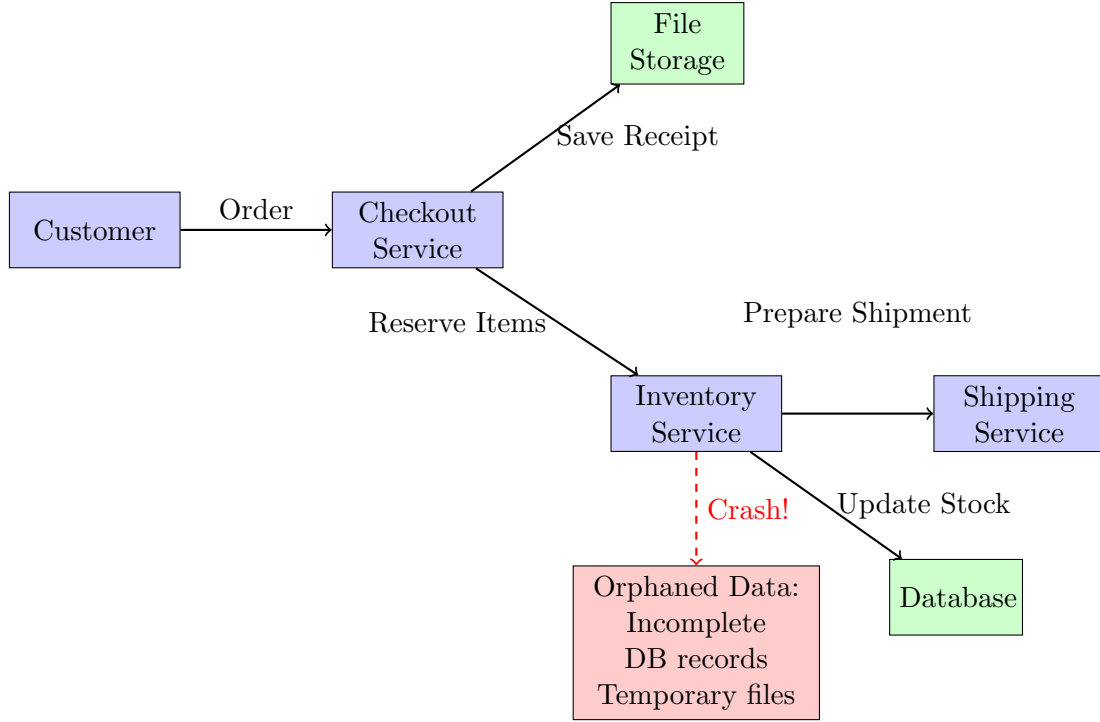 File
Storage
Save Receipt
Customer
Order
Checkout
Service
Reserve Items
Prepare Shipment
Inventory
Service
Shipping
Service
Crash!
Update Stock
Orphaned Data:
Incomplete
DB records
Temporary files
Database